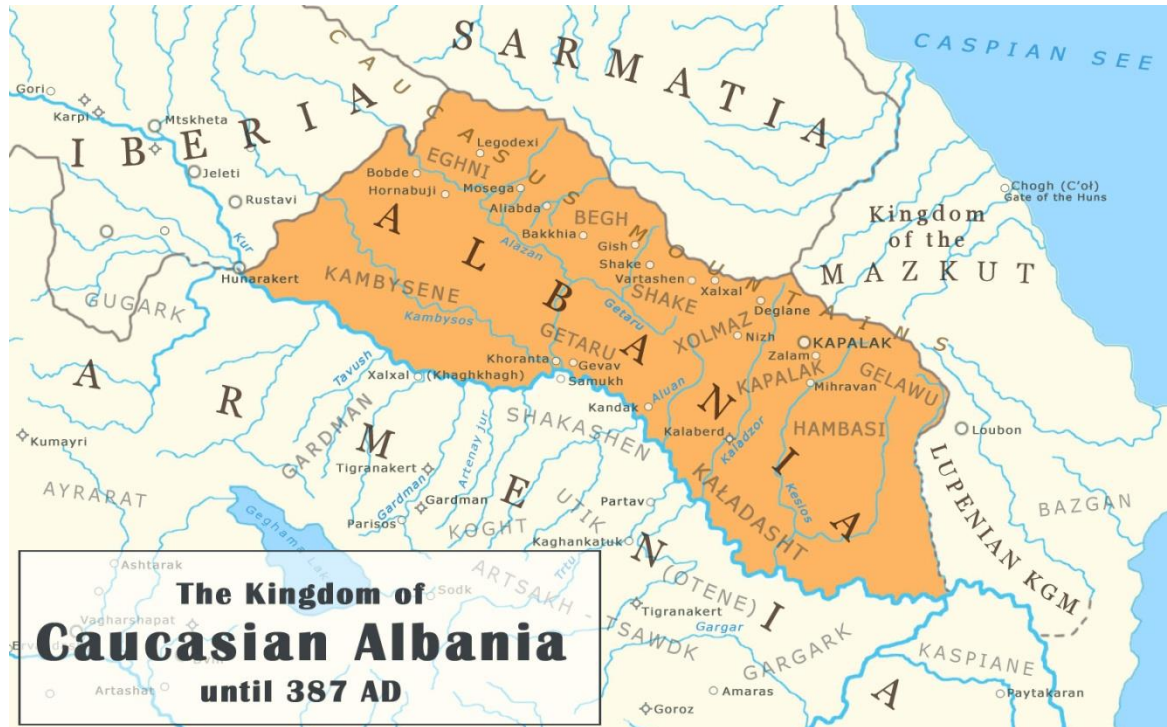 SARMATIA
CASPIAN SEE
CAUCASUS MOUNTAINS
IBERIA
Gori
Karpi
Mtskheta
Jeleti
Rustavi
Kur
Hunarakert
GUGARK
Legodexi
EGHNI
Bobde
Hornabuji
Mosega
Aliabda
BEGH
Bakkhia
Gish
Alazan
Shake
Vartashen
Xalxal
SHAKE
Deglane
ALBANIA
KAMBYSENE
Kambysos
Getaru
GETARU
XOLMAZ
Nizh
KAPALAK
Zalam
KAPALAK
GELAWU
Mihravan
Khoranta
Gevav
Samukh
Kandak
Aluan
Kalaberd
Kaladzor
HAMBASI
KAŁADASHT
Kesios
Chogh (C'oł)
Gate of the Huns
Kingdom
of the
MAZKUT
Loubon
LUPENIAN KGM
BAZGAN
ARMENIA
Tavush
Xalxal (Khaghkhagh)
GARDMAN
SHAKASHEN
Artenay jur
Tigranakert
Gardman
Gardman
Parisos
KOGHT
UTIK
Partav
Kaghankatuk
Trtu
(OTENE)
Kumayri
AYRARAT
Geghama Lake
ARTSAKH - TSAWDK
Sodk
Tigranakert
Gargar
GARGARK
KASPIANE
Paytakaran
Amaras
Goroz
Ashtarak
Vagharshapat
Dvin
Artashat
The Kingdom of
Caucasian Albania
until 387 AD